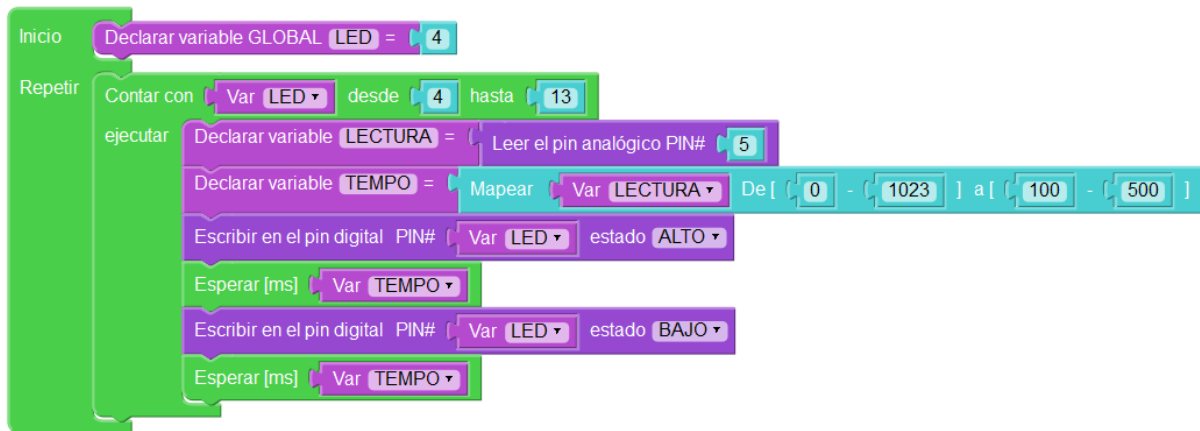 Inicio Declarar variable GLOBAL LED = 4
Repetir Contar con Var LED desde 4 hasta 13
ejecutar Declarar variable LECTURA = Leer el pin analógico PIN# 5
Declarar variable TEMPO = Mapear Var LECTURA De [ 0 - 1023 ] a [ 100 - 500 ]
Escribir en el pin digital PIN# Var LED estado ALTO
Esperar [ms] Var TEMPO
Escribir en el pin digital PIN# Var LED estado BAJO
Esperar [ms] Var TEMPO